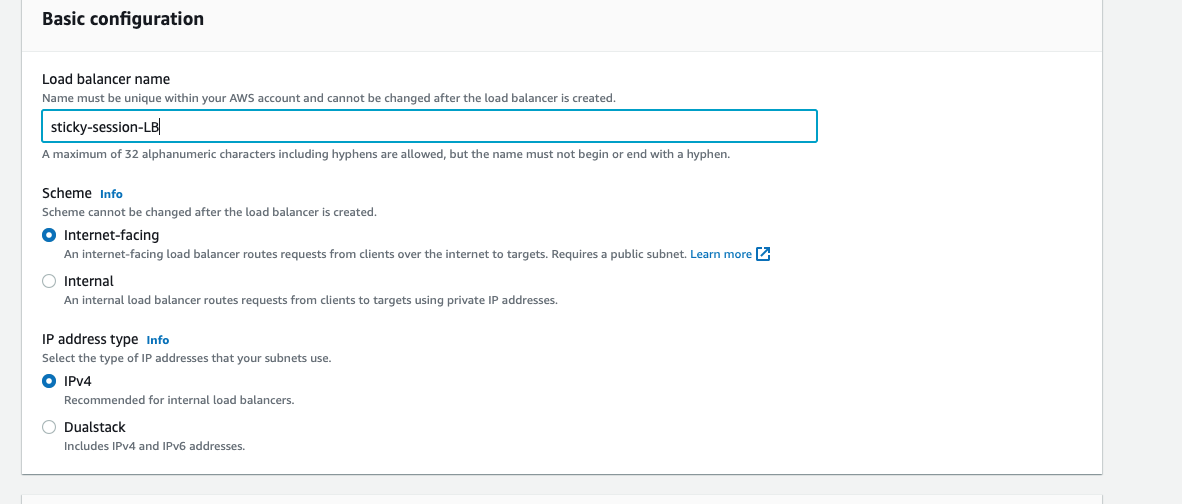 Basic configuration
Load balancer name
Name must be unique within your AWS account and cannot be changed after the load balancer is created.
sticky-session-LB
A maximum of 32 alphanumeric characters including hyphens are allowed, but the name must not begin or end with a hyphen.
Scheme Info
Scheme cannot be changed after the load balancer is created.
Internet-facing
An internet-facing load balancer routes requests from clients over the internet to targets. Requires a public subnet. Learn more
Internal
An internal load balancer routes requests from clients to targets using private IP addresses.
IP address type Info
Select the type of IP addresses that your subnets use.
IPv4
Recommended for internal load balancers.
Dualstack
Includes IPv4 and IPv6 addresses.